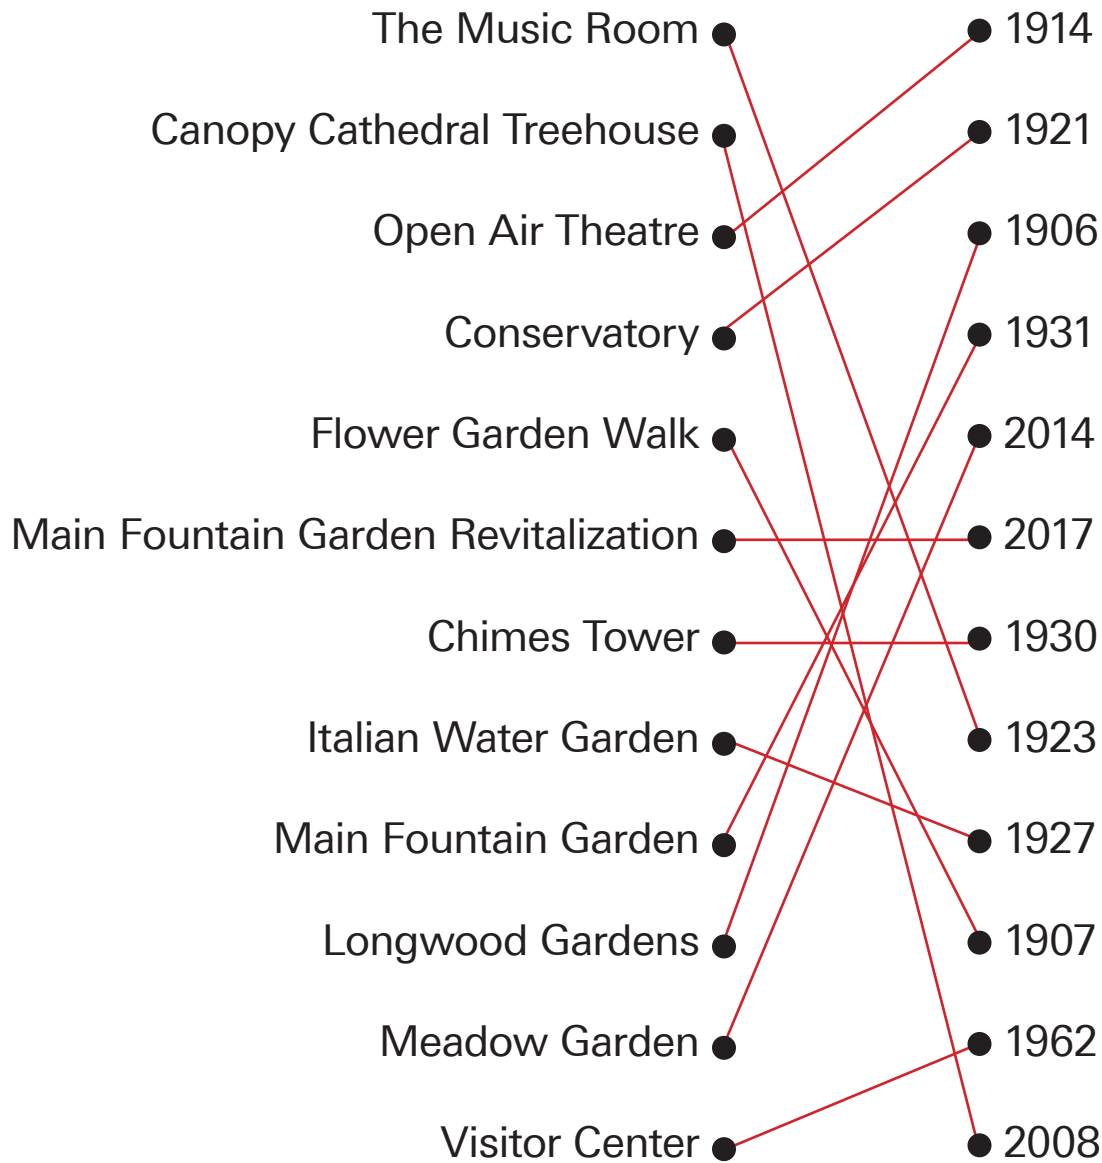 The Music Room 1914
Canopy Cathedral Treehouse 1921
Open Air Theatre 1906
Conservatory 1931
Flower Garden Walk 2014
Main Fountain Garden Revitalization 2017
Chimes Tower 1930
Italian Water Garden 1923
Main Fountain Garden 1927
Longwood Gardens 1907
Meadow Garden 1962
Visitor Center 2008